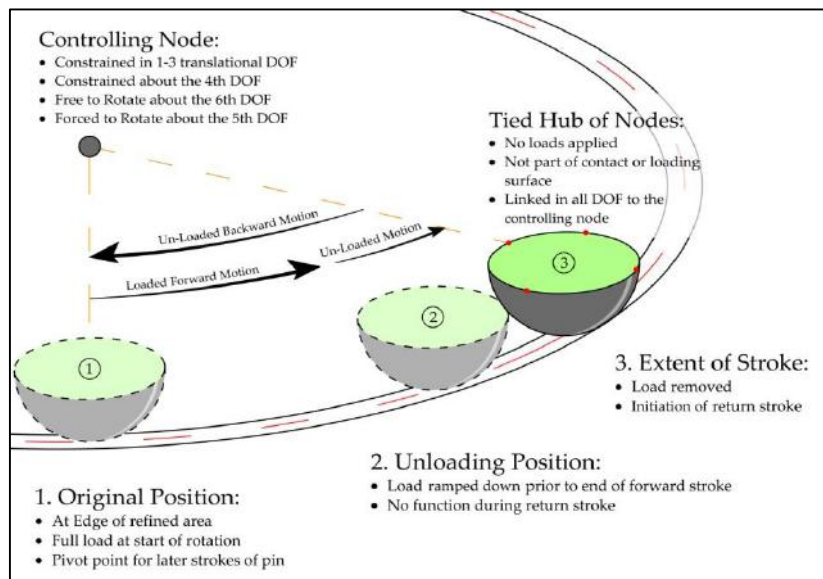 Controlling Node:
• Constrained in 1-3 translational DOF
• Constrained about the 4th DOF
• Free to Rotate about the 6th DOF
• Forced to Rotate about the 5th DOF
Tied Hub of Nodes:
• No loads applied
• Not part of contact or loading
surface
• Linked in all DOF to the
controlling node
Un-Loaded Backward Motion
Un-Loaded Motion
Loaded Forward Motion
3
2
1
3. Extent of Stroke:
• Load removed
• Initiation of return stroke
2. Unloading Position:
• Load ramped down prior to end of forward stroke
• No function during return stroke
1. Original Position:
• At Edge of refined area
• Full load at start of rotation
• Pivot point for later strokes of pin